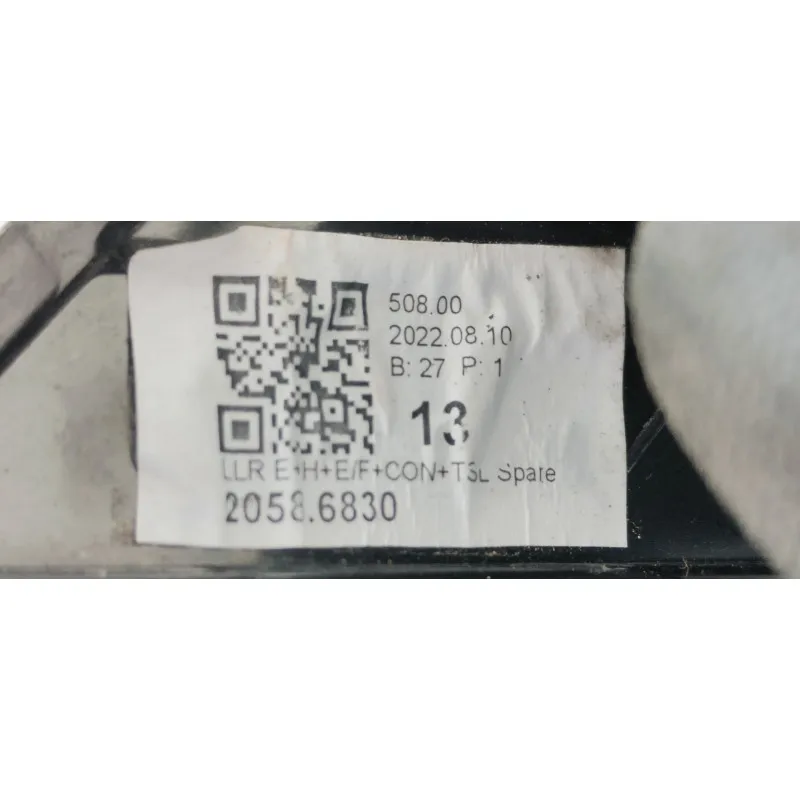 508.00
2022.08.10
B: 27 P: 1
13
LLR E+H+E/F+CON+TSL Spare
2058.6830